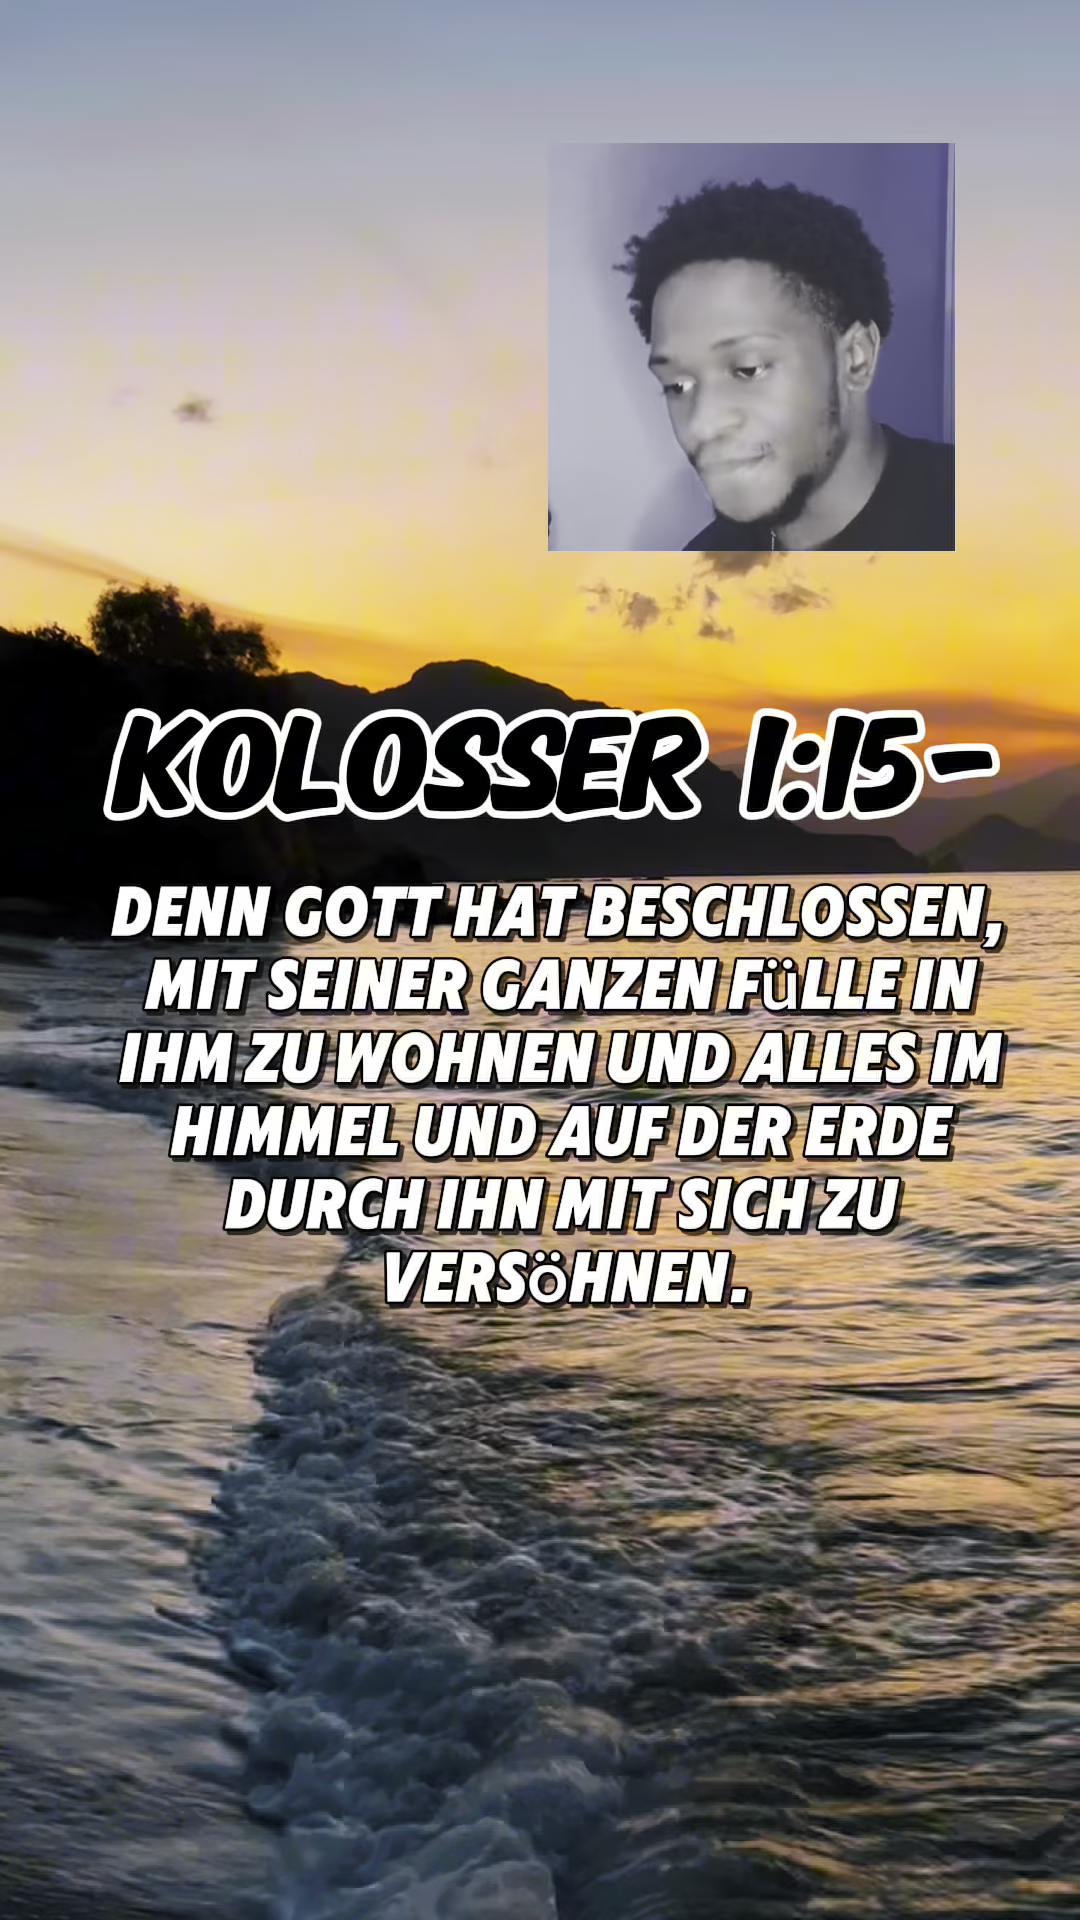 KOLOSSER 1:15-
DENN GOTT HAT BESCHLOSSEN,
MIT SEINER GANZEN FüLLE IN
IHM ZU WOHNEN UND ALLES IM
HIMMEL UND AUF DER ERDE
DURCH IHN MIT SICH ZU
VERSöHNEN.